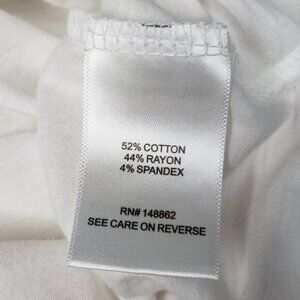 52% COTTON
44% RAYON
4% SPANDEX
RN# 148862
SEE CARE ON REVERSE